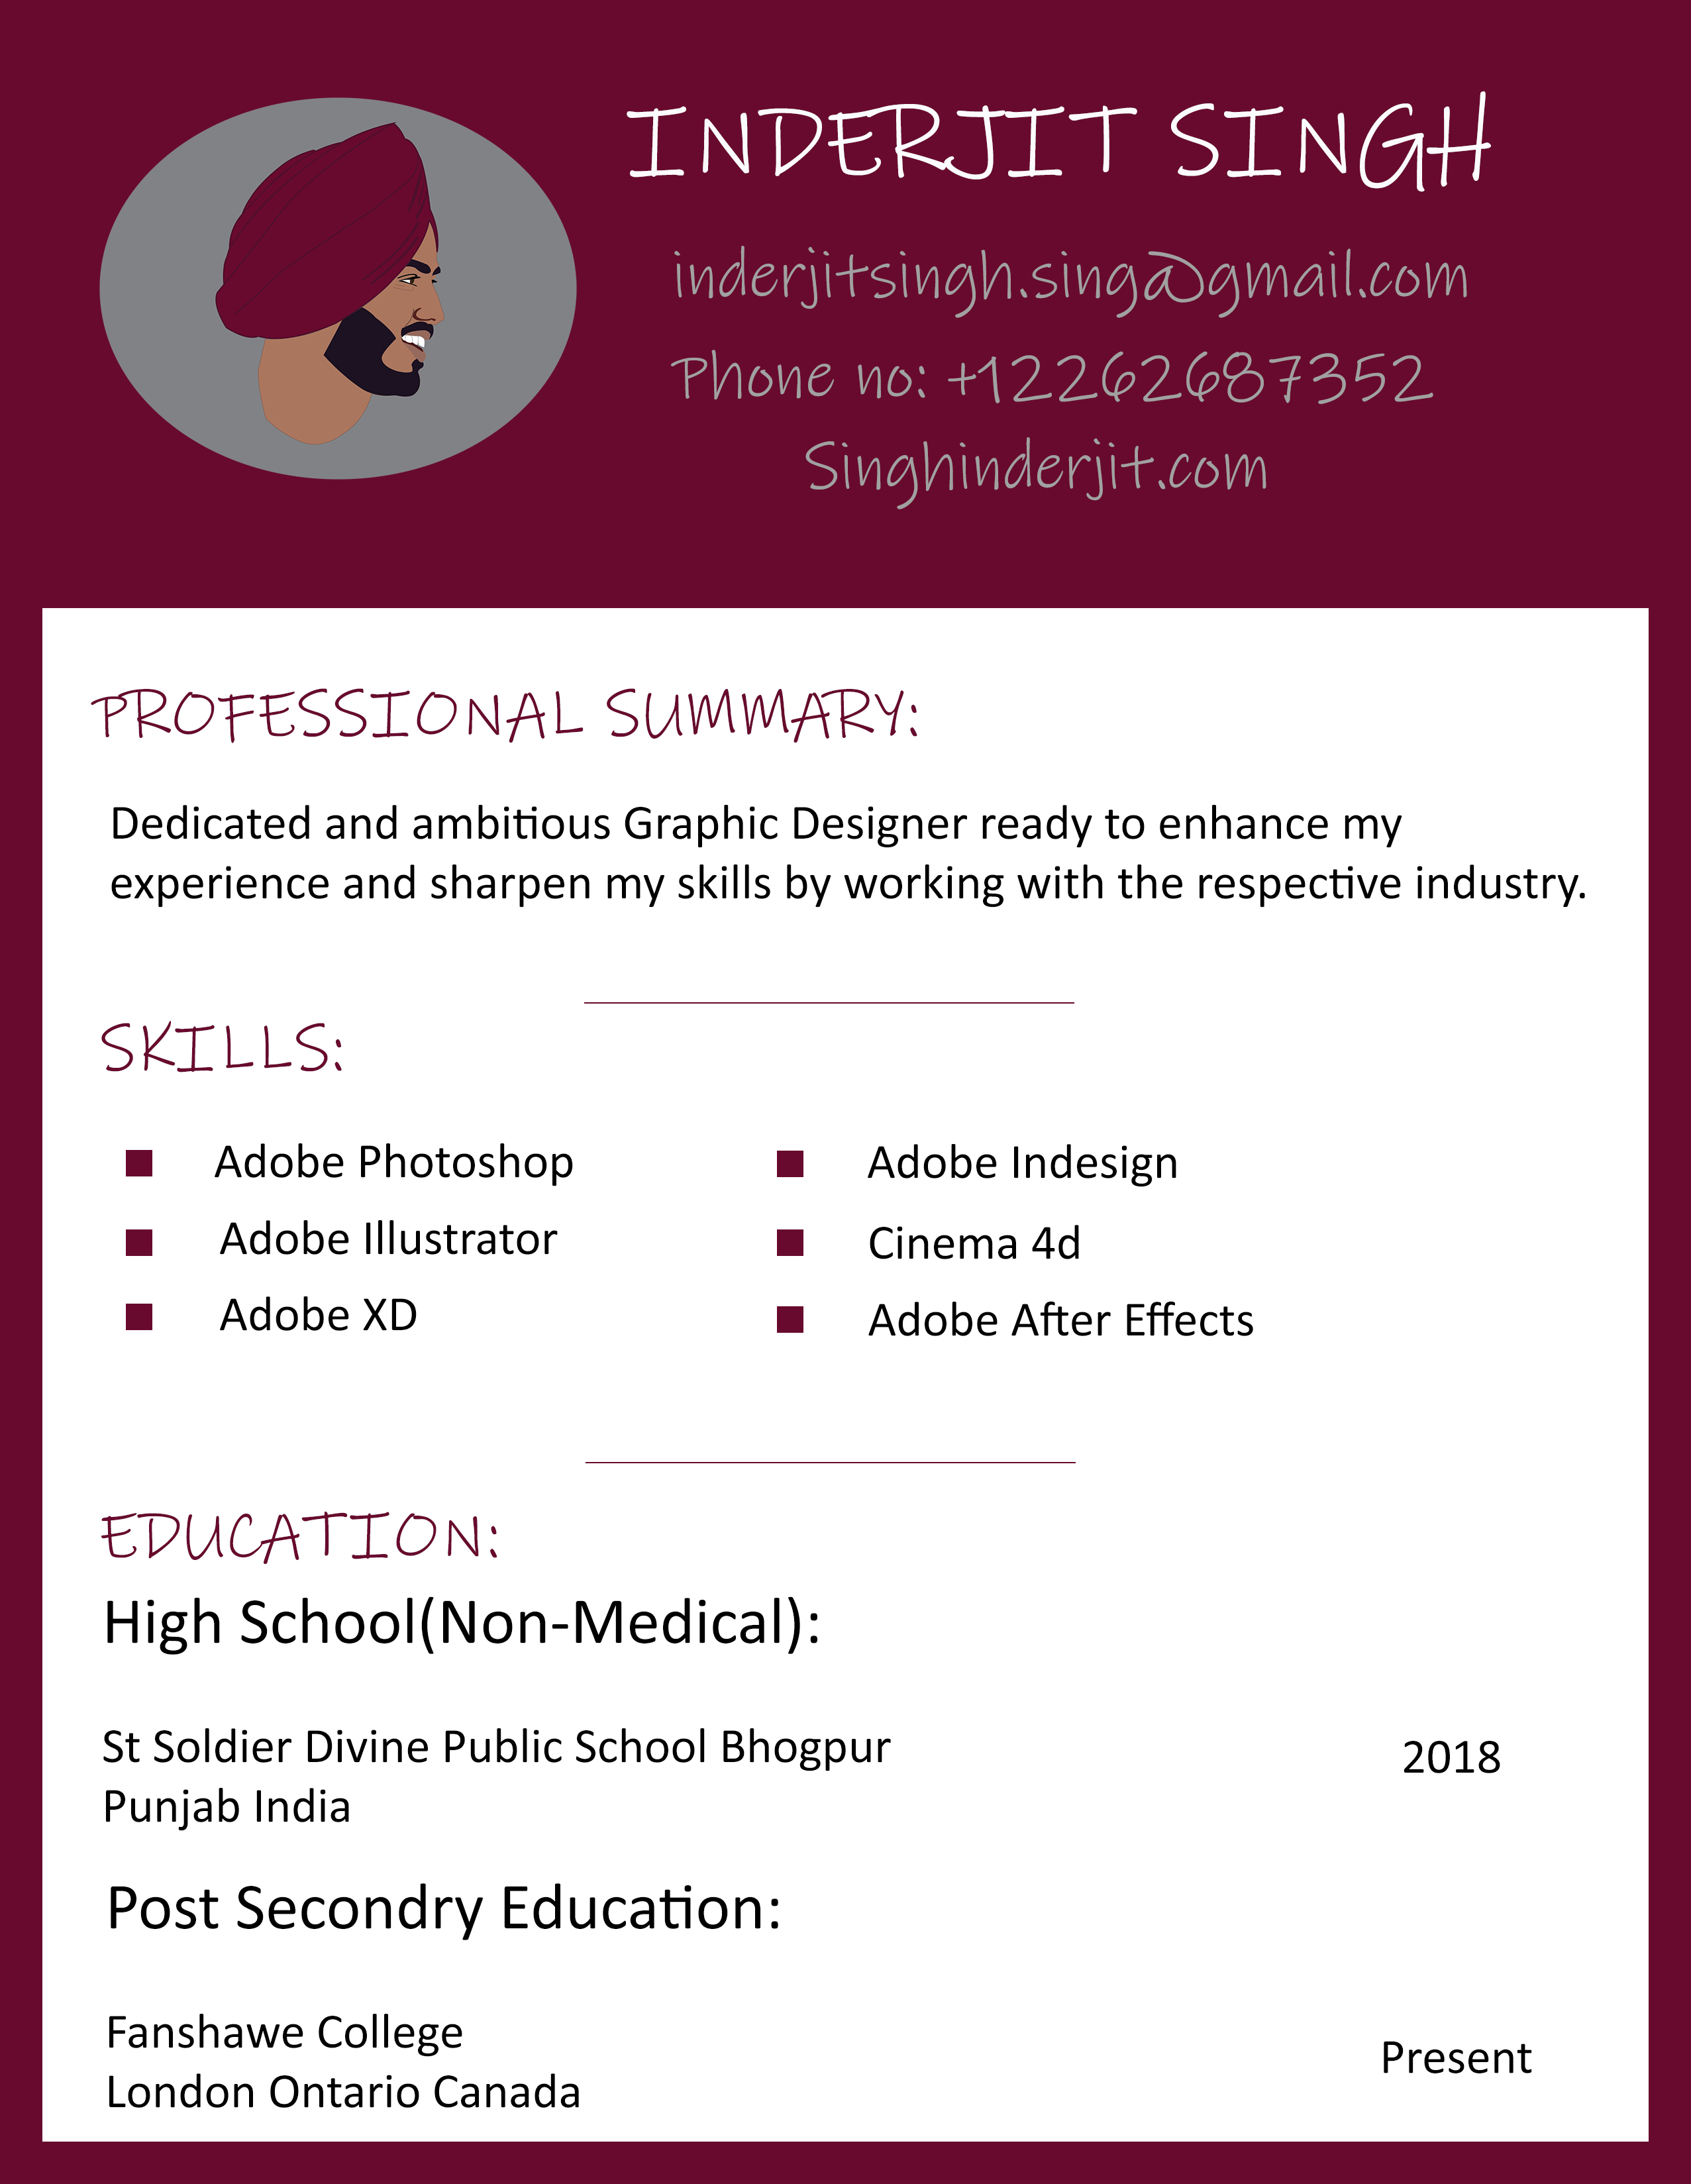 INDERJIT SINGH
inderjitsingh.sing@gmail.com
Phone no: +12262687352
Singhinderjit.com
PROFESSIONAL SUMMARY:
Dedicated and ambitious Graphic Designer ready to enhance my
experience and sharpen my skills by working with the respective industry.
SKILLS:
Adobe Photoshop
Adobe Illustrator
Adobe XD
Adobe Indesign
Cinema 4d
Adobe After Effects
EDUCATION:
High School(Non-Medical):
St Soldier Divine Public School Bhogpur
Punjab India
2018
Post Secondry Education:
Fanshawe College
London Ontario Canada
Present